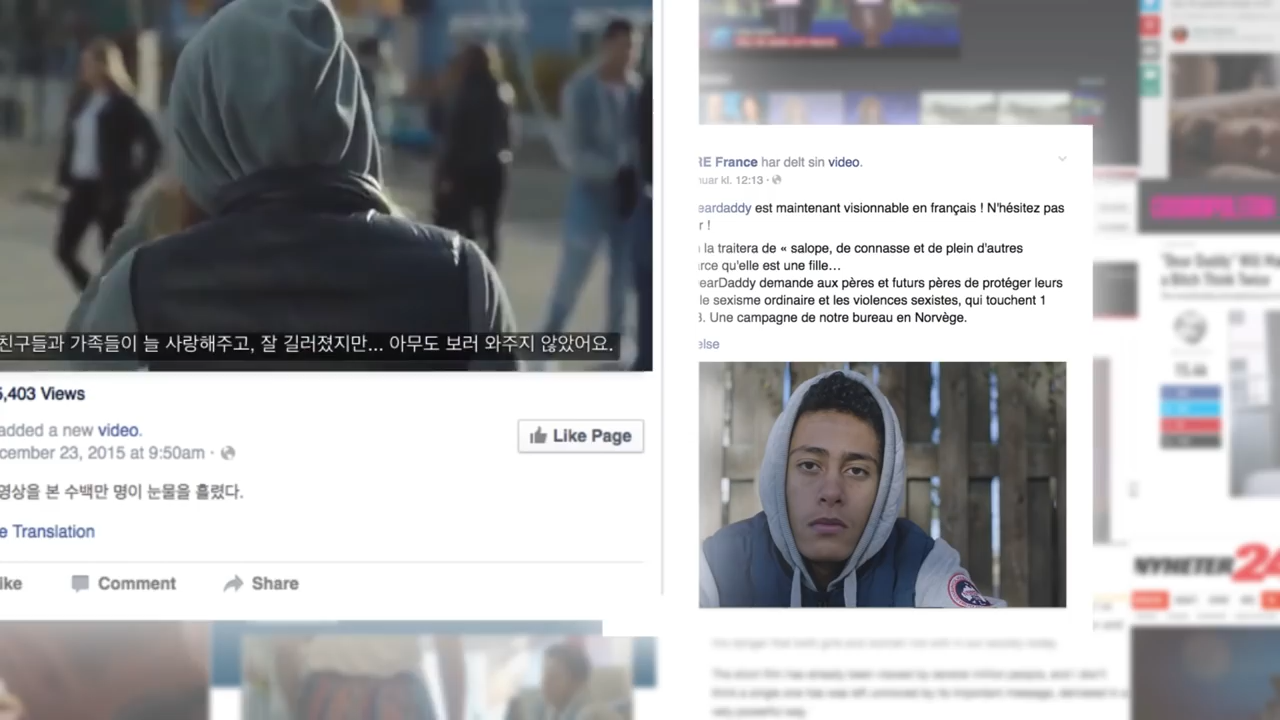 친구들과 가족들이 늘 사랑해주고, 잘 길러졌지만... 아무도 보러 와주지 않았어요.
5,403 Views
added a new video.
cember 23, 2015 at 9:50am
영상을 본 수백만 명이 눈물을 흘렸다.
e Translation
Like Page
ike
Comment
Share
RE France har delt sin video.
nuar kl. 12:13
eardaddy est maintenant visionnable en français ! N'hésitez pas
r !
la traitera de « salope, de connasse et de plein d'autres
rce qu'elle est une fille…
earDaddy demande aux pères et futurs pères de protéger leurs
le sexisme ordinaire et les violences sexistes, qui touchent 1
3. Une campagne de notre bureau en Norvège.
else
COSMOPOLITAN
"Dear Daddy" Will Ma
a Bitch Think Twice
NYHETER24